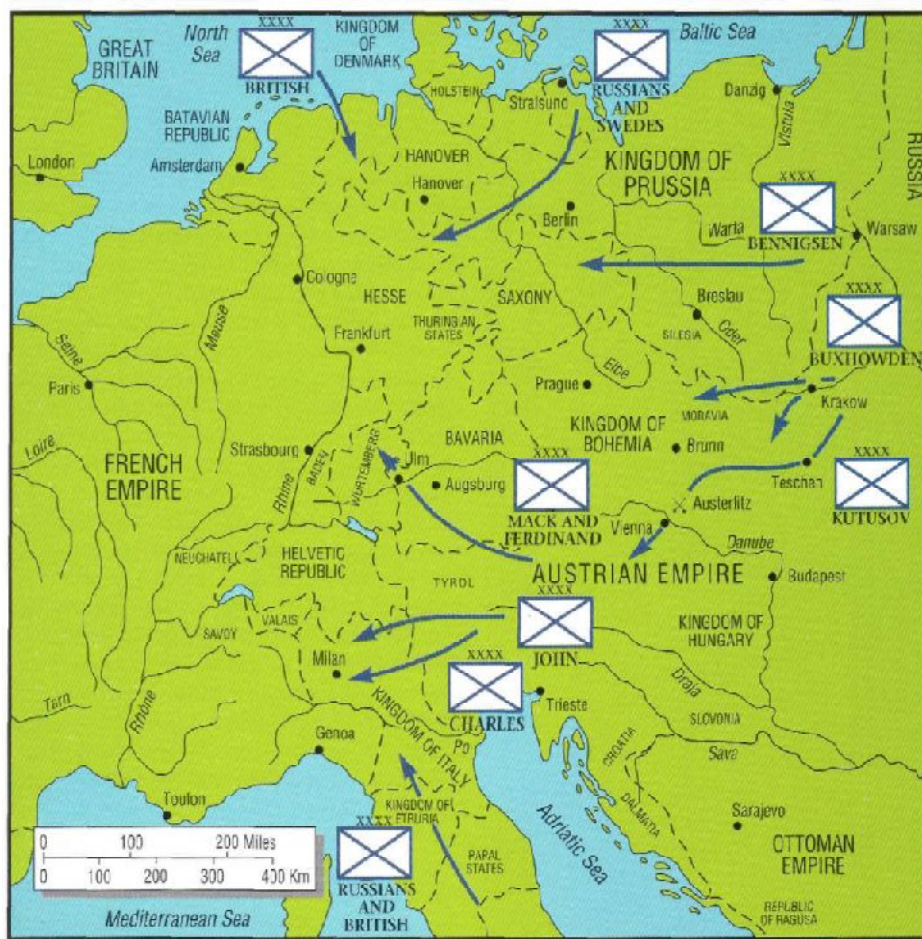 XXXX
BRITISH
XXXX
RUSSIANS
AND
SWEDES
North
Sea
KINGDOM
OF
DENMARK
Baltic Sea
GREAT
BRITAIN
HOLSTEIN
Stralsund
Danzig
Vistula
RUSSIA
BATAVIAN
REPUBLIC
London
Amsterdam
HANOVER
Hanover
KINGDOM OF
PRUSSIA
Berlin
Warta
XXXX
BENNIGSEN
Warsaw
Cologne
Meuse
HESSE
SAXONY
THURINGIAN
STATES
Breslau
Oder
SILESIA
XXXX
BUXHOWDEN
Seine
Paris
Frankfurt
Prague
Elbe
Krakow
MORAVIA
KINGDOM OF
BOHEMIA
Loire
Strasbourg
BAVARIA
Brunn
FRENCH
EMPIRE
Rhine
BADEN
WURTEMBERG
Ulm
Augsburg
XXXX
MACK AND
FERDINAND
Teschen
XXXX
KUTUSOV
Austerlitz
Vienna
Danube
NEUCHATEL
HELVETIC
REPUBLIC
TYROL
AUSTRIAN EMPIRE
Budapest
XXXX
JOHN
KINGDOM OF
HUNGARY
SAVOY
VALAIS
Milan
XXXX
CHARLES
Trieste
Draja
SLOVONIA
Tarn
Rhône
KINGDOM OF ITALY
Po
CROATIA
Sava
Genoa
DALMATIA
Toulon
KINGDOM OF
ETRURIA
Adriatic Sea
Sarajevo
OTTOMAN
EMPIRE
0 100 200 Miles
0 100 200 300 400 Km
XXXX
RUSSIANS
AND
BRITISH
PAPAL
STATES
Mediterranean Sea
REPUBLIC
OF RAGUSA